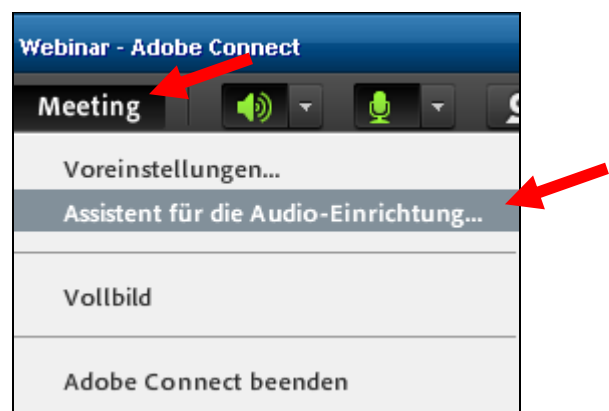 Webinar - Adobe Connect
Meeting
Voreinstellungen...
Assistent für die Audio-Einrichtung...
Vollbild
Adobe Connect beenden